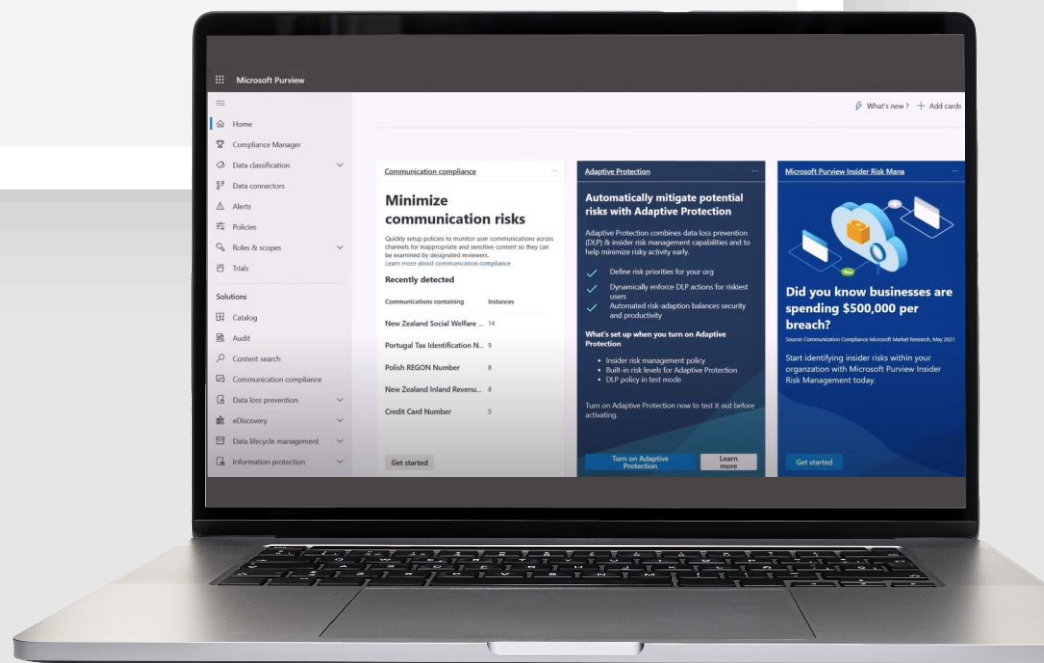 Microsoft Purview
What's new ?
Add cards
Home
Compliance Manager
Data classification
Data connectors
Alerts
Policies
Roles & scopes
Trials
Solutions
Catalog
Audit
Content search
Communication compliance
Data loss prevention
eDiscovery
Data lifecycle management
Information protection
Communication compliance
Minimize
communication risks
Quickly setup policies to monitor user communications across
channels for inappropriate and sensitive content so they can
be examined by designated reviewers.
Learn more about communication compliance
Recently detected
Communications containing Instances
New Zealand Social Welfare ... 14
Portugal Tax Identification N... 9
Polish REGON Number 8
New Zealand Inland Revenu... 8
Credit Card Number 5
Get started
Adaptive Protection
Automatically mitigate potential
risks with Adaptive Protection
Adaptive Protection combines data loss prevention
(DLP) & insider risk management capabilities and to
help minimize risky activity early.
Define risk priorities for your org
Dynamically enforce DLP actions for riskiest
users
Automated risk-adaption balances security
and productivity
What's set up when you turn on Adaptive
Protection
• Insider risk management policy
• Built-in risk levels for Adaptive Protection
• DLP policy in test mode
Turn on Adaptive Protection now to test it out before
activating.
Turn on Adaptive
Protection
Learn
more
Microsoft Purview Insider Risk Mana
Did you know businesses are
spending $500,000 per
breach?
Source: Communication Compliance Microsoft Market Research, May 2021
Start identifying insider risks within your
organzation with Microsoft Purview Insider
Risk Management today.
Get started